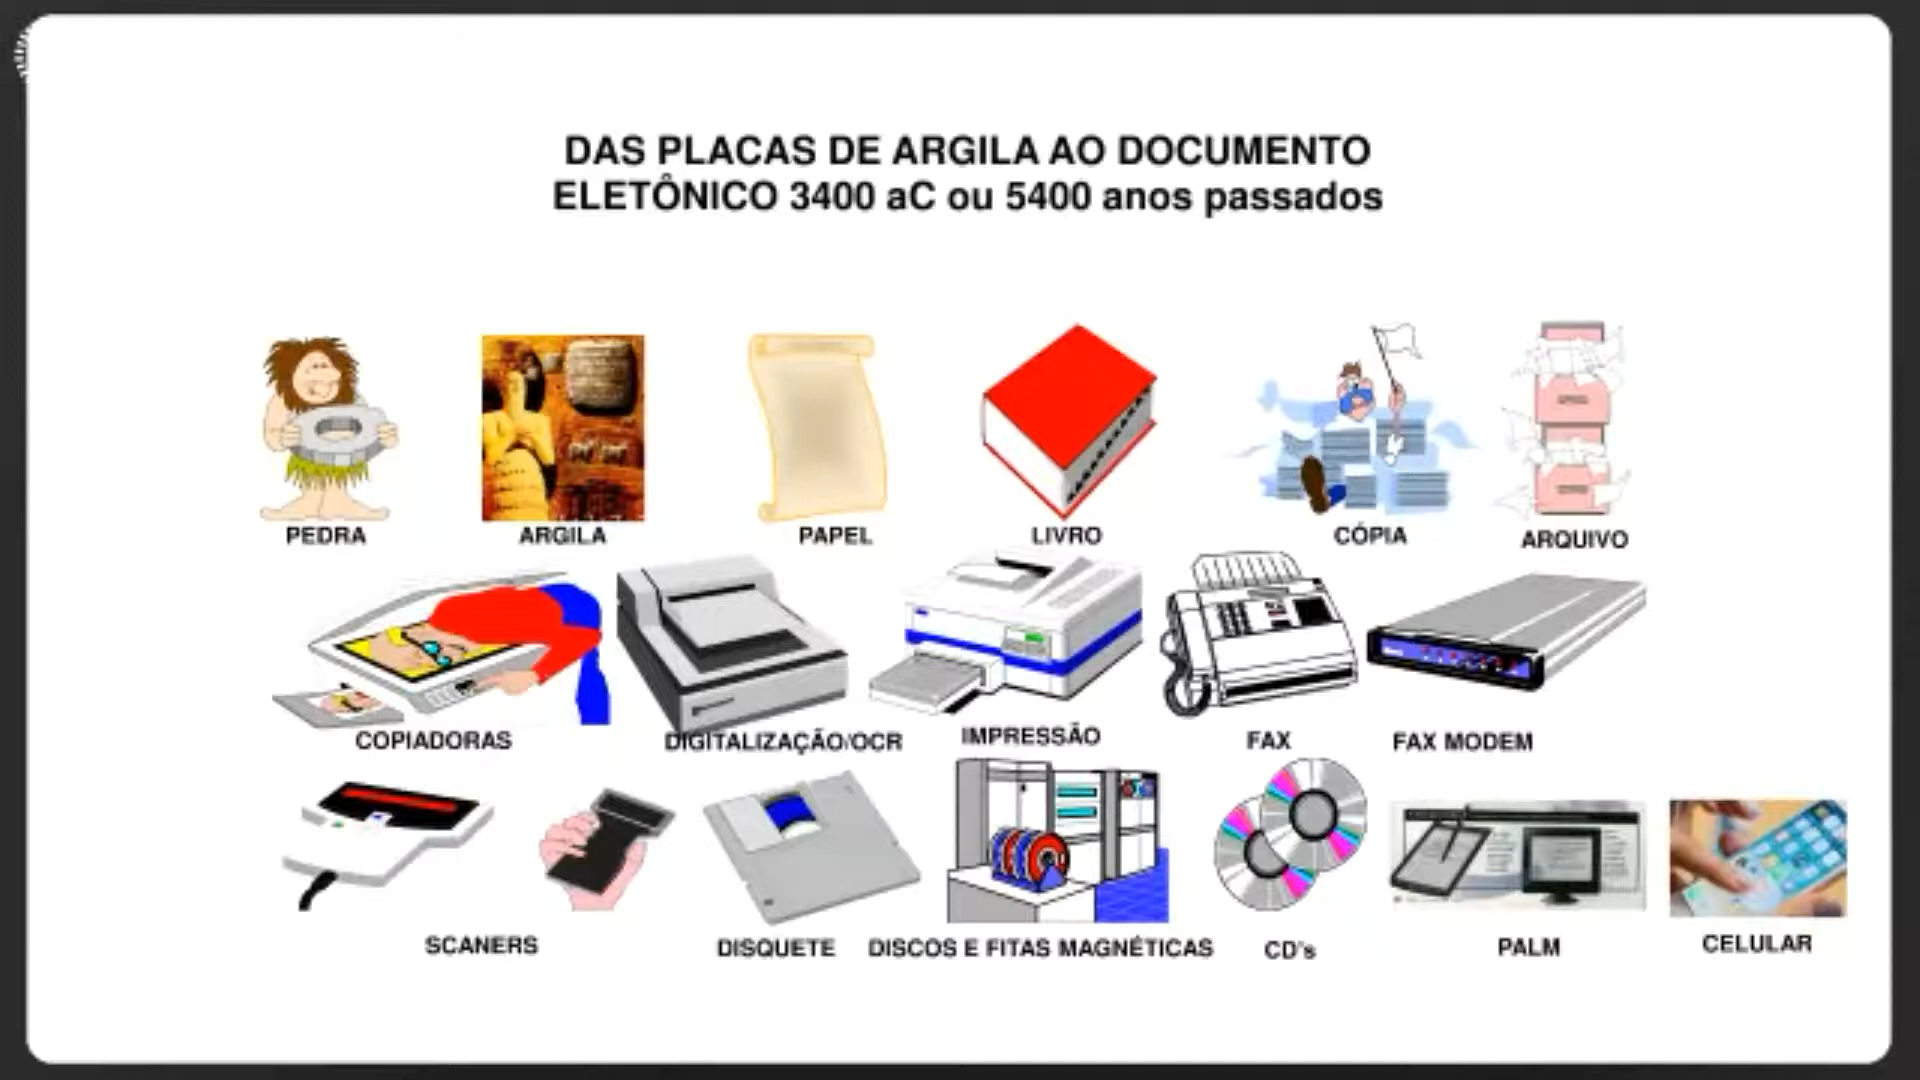 DAS PLACAS DE ARGILA AO DOCUMENTO
ELETÔNICO 3400 aC ou 5400 anos passados
PEDRA
ARGILA
PAPEL
LIVRO
CÓPIA
ARQUIVO
COPIADORAS
DIGITALIZAÇÃO/OCR
IMPRESSÃO
FAX
FAX MODEM
SCANERS
DISQUETE
DISCOS E FITAS MAGNÉTICAS
CD's
PALM
CELULAR